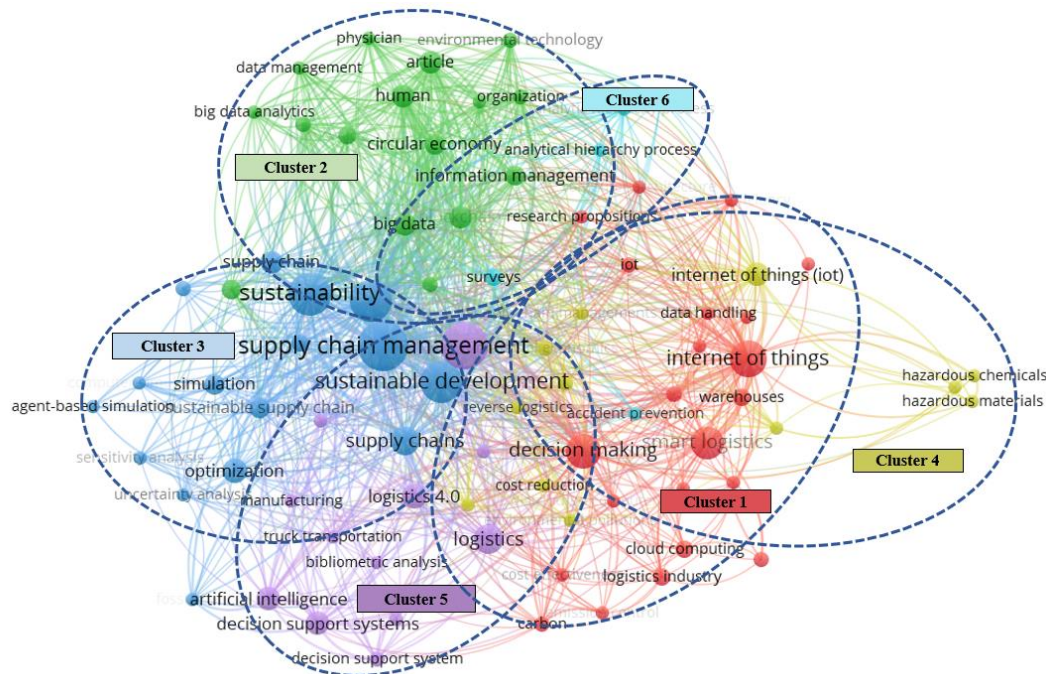 physician
environmental technology
data management
article
human
organization
Cluster 6
big data analytics
circular economy
analytical hierarchy process
Cluster 2
information management
big data
research propositions
supply chain
surveys
iot
internet of things (iot)
sustainability
data handling
Cluster 3
supply chain management
internet of things
simulation
sustainable development
hazardous chemicals
agent-based simulation
sustainable supply chain
reverse logistics
accident prevention
warehouses
hazardous materials
supply chains
decision making
smart logistics
sensitivity analysis
optimization
Cluster 4
uncertainty analysis
manufacturing
logistics 4.0
cost reduction
Cluster 1
truck transportation
logistics
bibliometric analysis
cloud computing
logistics industry
artificial intelligence
Cluster 5
decision support systems
carbon
decision support system